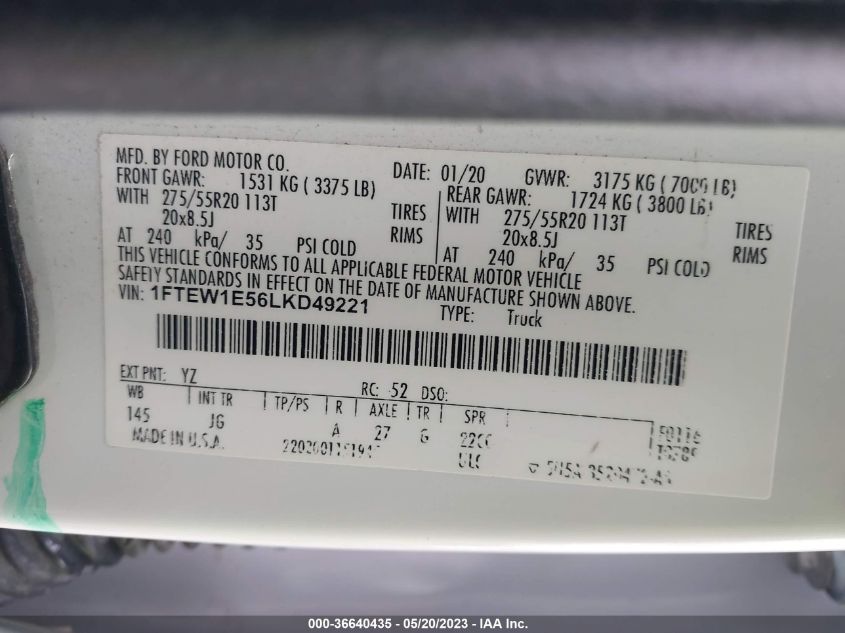 MFD. BY FORD MOTOR CO. DATE: 01/20 GVWR: 3175 KG ( 7000 LB)
FRONT GAWR: 1531 KG ( 3375 LB) REAR GAWR: 1724 KG ( 3800 LB)
WITH 275/55R20 113T TIRES WITH 275/55R20 113T TIRES
20x8.5J RIMS 20x8.5J RIMS
AT 240 kPa/ 35 PSI COLD AT 240 kPa/ 35 PSI COLD
THIS VEHICLE CONFORMS TO ALL APPLICABLE FEDERAL MOTOR VEHICLE
SAFETY STANDARDS IN EFFECT ON THE DATE OF MANUFACTURE SHOWN ABOVE.
VIN: 1FTEW1E56LKD49221 TYPE: Truck
EXT PNT: YZ RC: 52 DSO:
WB INT TR TP/PS R AXLE TR SPR
145 JG A 27 G
MADE IN U.S.A.
000-36640435 - 05/20/2023 - IAA Inc.